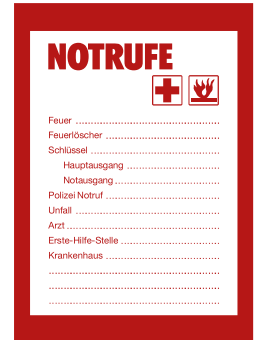 NOTRUFE
Feuer
Feuerlöscher
Schlüssel
Hauptausgang
Notausgang
Polizei Notruf
Unfall
Arzt
Erste-Hilfe-Stelle
Krankenhaus